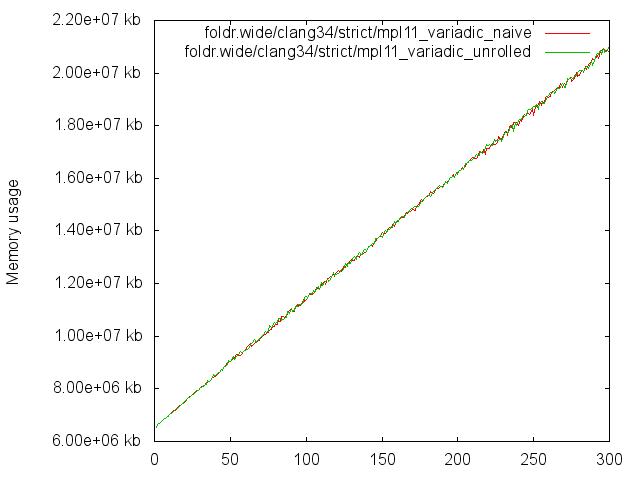 2.20e+07 kb
foldr.wide/clang34/strict/mpl11_variadic_naive
foldr.wide/clang34/strict/mpl11_variadic_unrolled
2.00e+07 kb
1.80e+07 kb
1.60e+07 kb
1.40e+07 kb
1.20e+07 kb
1.00e+07 kb
8.00e+06 kb
6.00e+06 kb
Memory usage
0 50 100 150 200 250 300